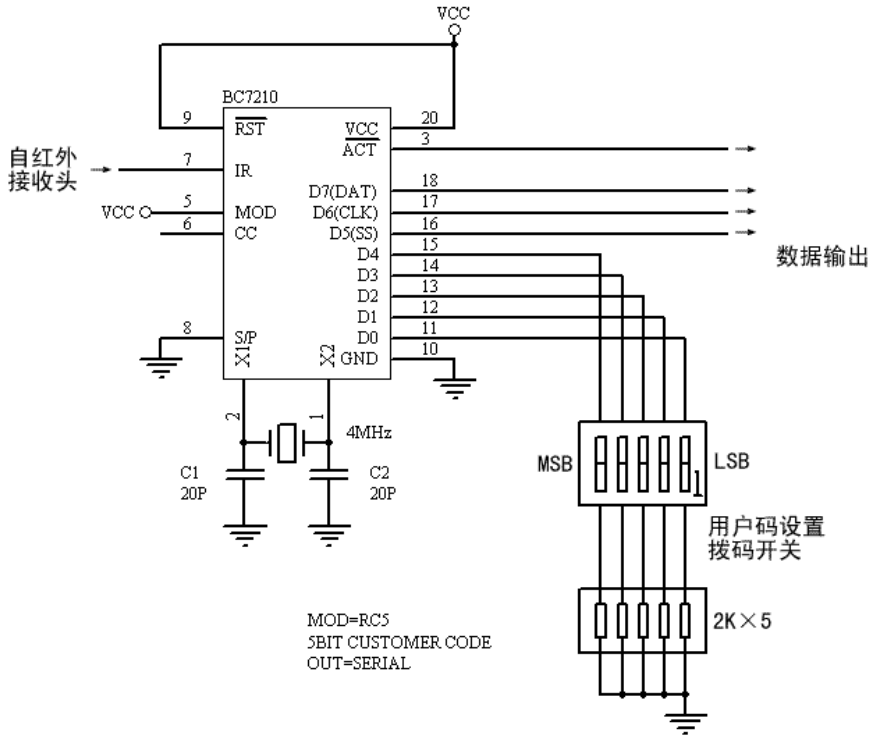 VCC
BC7210
9
RST
VCC
20
ACT
3
自红外
接收头
7
IR
D7(DAT)
18
VCC
5
MOD
D6(CLK)
17
6
CC
D5(SS)
16
D4
15
数据输出
D3
14
D2
13
D1
12
8
S/P
D0
11
X1
X2
GND
10
2
1
4MHz
C1
20P
C2
20P
MSB
LSB
1
用户码设置
拨码开关
MOD=RC5
5BIT CUSTOMER CODE
OUT=SERIAL
2K×5